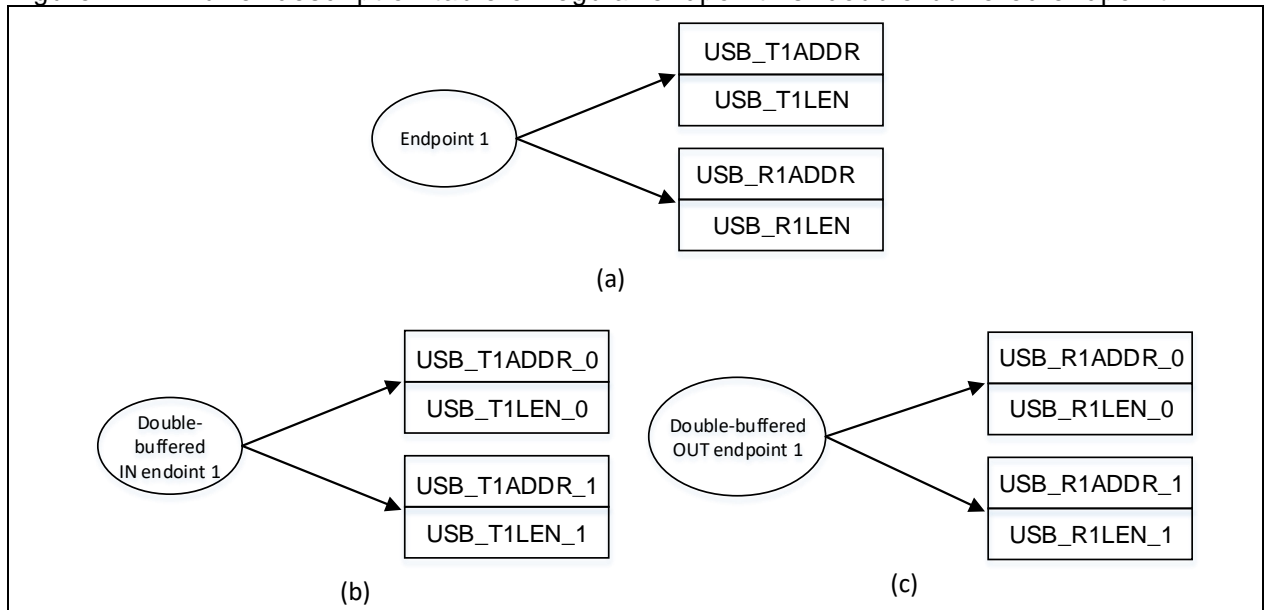 USB_T1ADDR
USB_T1LEN
Endpoint 1
USB_R1ADDR
USB_R1LEN
(a)
USB_T1ADDR_0
USB_T1LEN_0
Double-
buffered
IN endoint 1
USB_T1ADDR_1
USB_T1LEN_1
(b)
USB_R1ADDR_0
USB_R1LEN_0
Double-buffered
OUT endpoint 1
USB_R1ADDR_1
USB_R1LEN_1
(c)